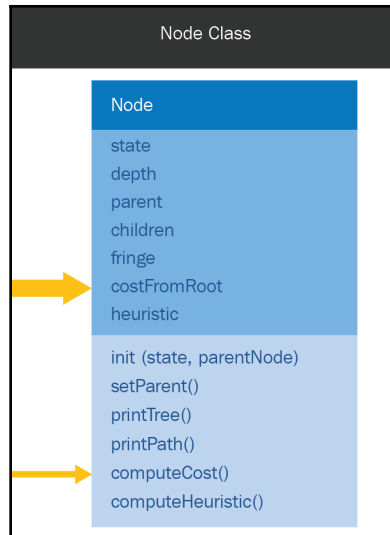 Node Class
Node
state
depth
parent
children
fringe
costFromRoot
heuristic
init (state, parentNode)
setParent()
printTree()
printPath()
computeCost()
computeHeuristic()